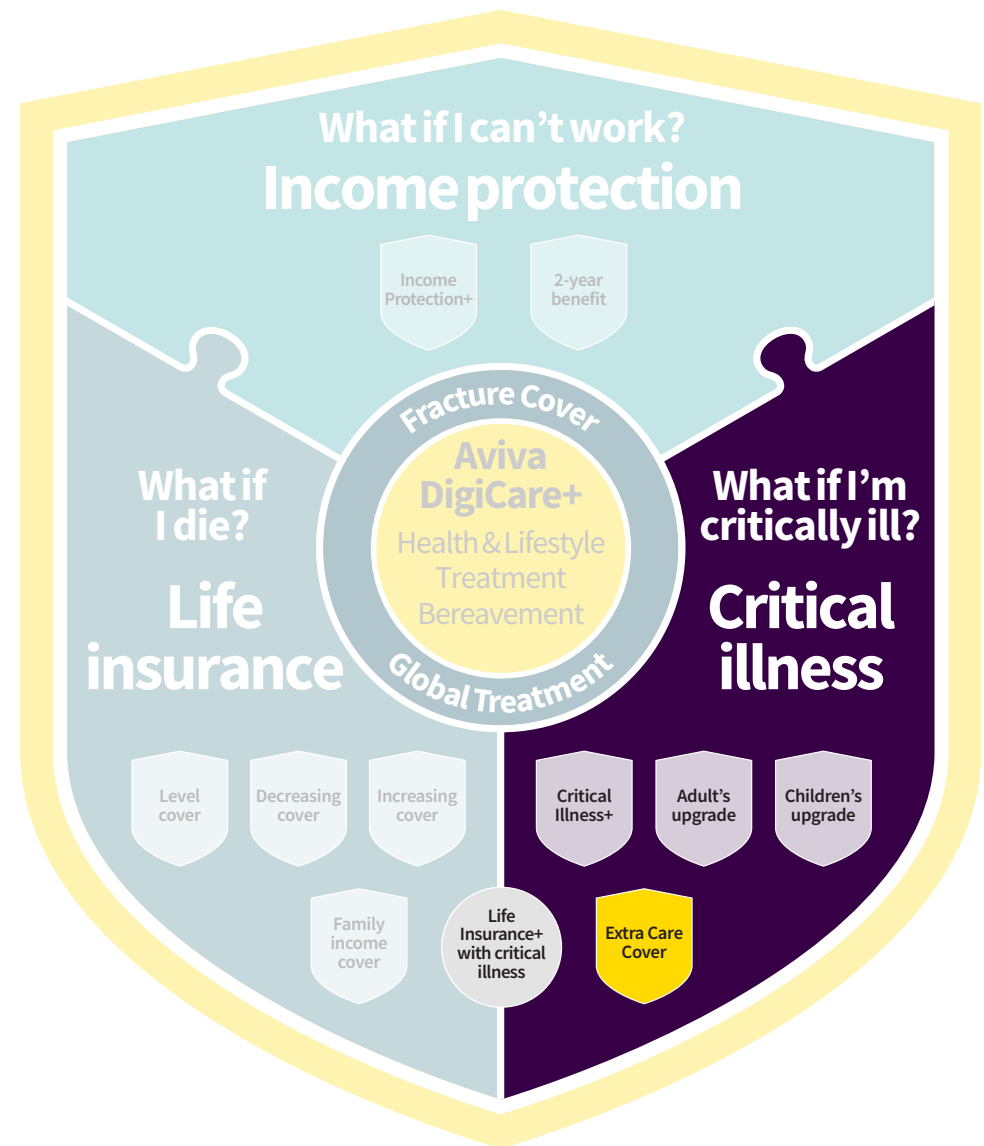 What if I can't work?
Income protection
Income
Protection+
2-year
benefit
Fracture Cover
Aviva
DigiCare+
Health & Lifestyle
Treatment
Bereavement
Global Treatment
What if
I die?
Life
insurance
What if I'm
critically ill?
Critical
illness
Level
cover
Decreasing
cover
Increasing
cover
Critical
Illness+
Adult's
upgrade
Children's
upgrade
Family
income
cover
Life
Insurance+
with critical
illness
Extra Care
Cover